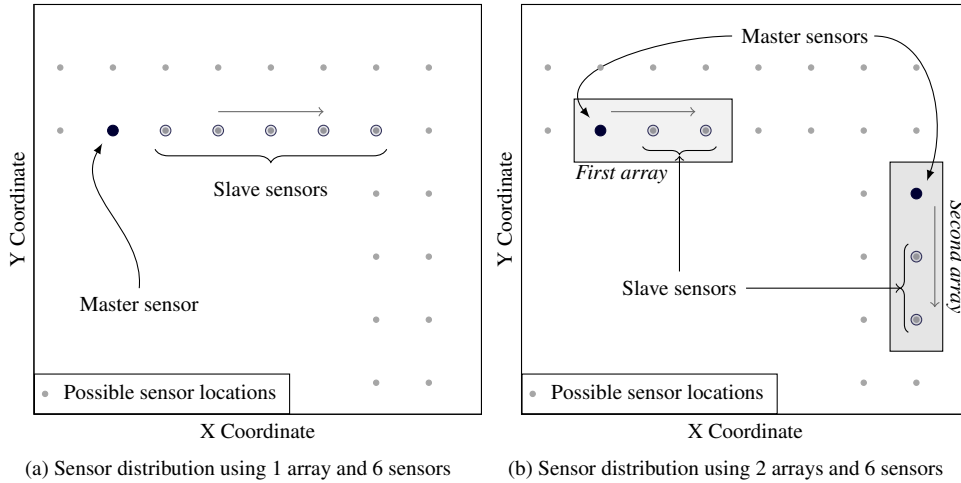 Y Coordinate
Slave sensors
Master sensor
Possible sensor locations
X Coordinate
(a) Sensor distribution using 1 array and 6 sensors
Y Coordinate
Master sensors
First array
Second array
Slave sensors
Possible sensor locations
X Coordinate
(b) Sensor distribution using 2 arrays and 6 sensors